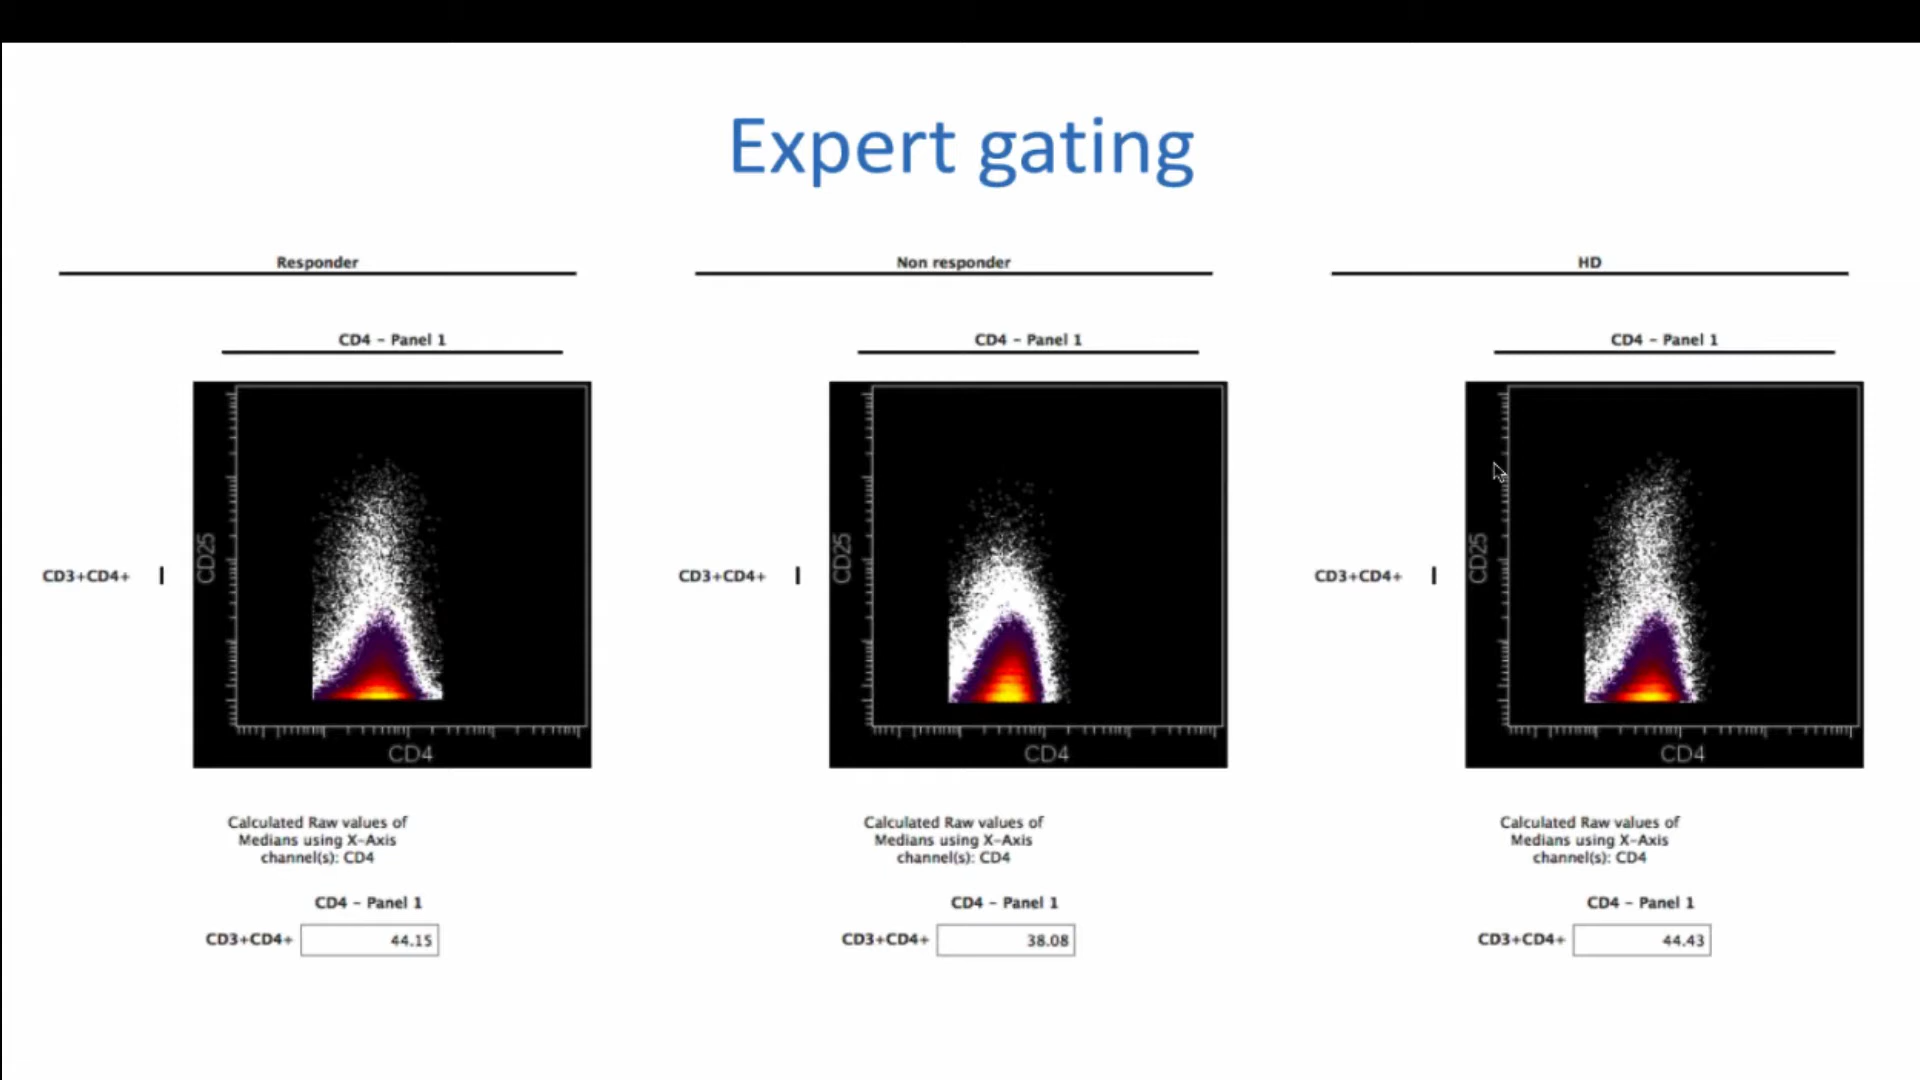 Expert gating
Responder
CD4 – Panel 1
CD25
CD3+CD4+
CD4
Calculated Raw values of
Medians using X-Axis
channel(s): CD4
CD4 – Panel 1
CD3+CD4+ 44.15
Non responder
CD4 – Panel 1
CD25
CD3+CD4+
CD4
Calculated Raw values of
Medians using X-Axis
channel(s): CD4
CD4 – Panel 1
CD3+CD4+ 38.08
HD
CD4 – Panel 1
CD25
CD3+CD4+
CD4
Calculated Raw values of
Medians using X-Axis
channel(s): CD4
CD4 – Panel 1
CD3+CD4+ 44.43